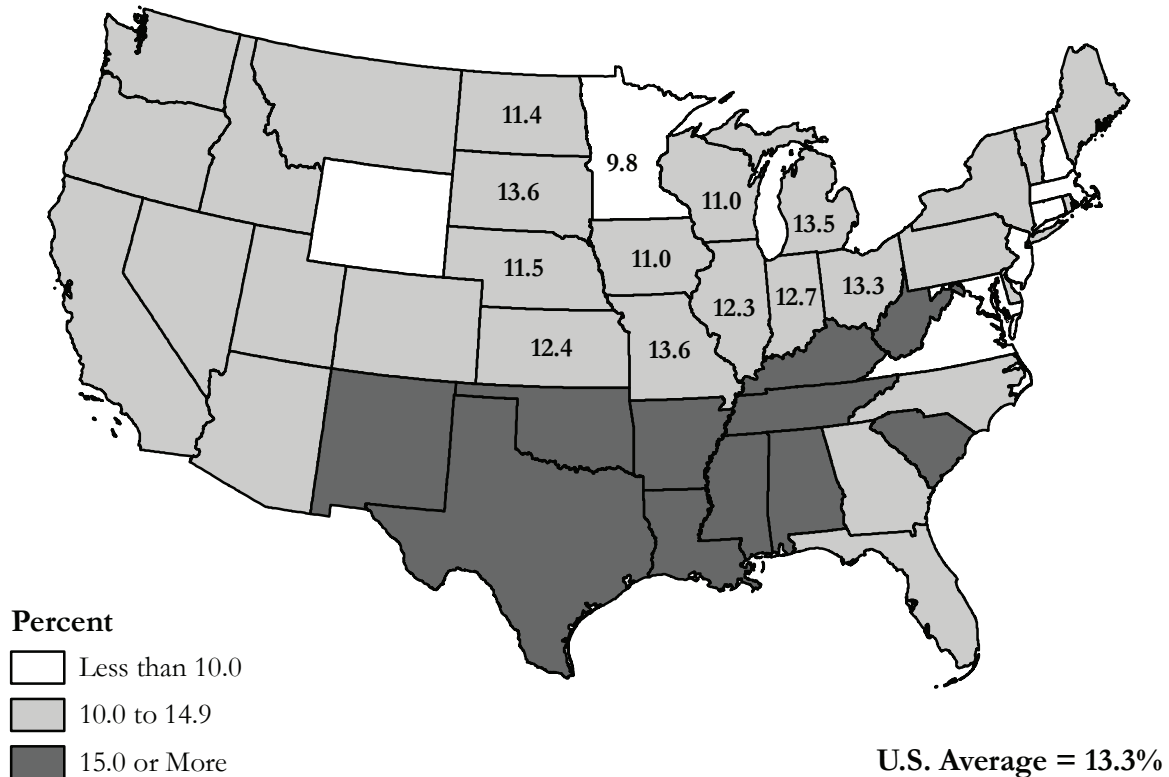 11.4
9.8
13.6
11.0
13.5
11.5
11.0
12.3
12.7
13.3
12.4
13.6
Percent
Less than 10.0
10.0 to 14.9
15.0 or More
U.S. Average = 13.3%